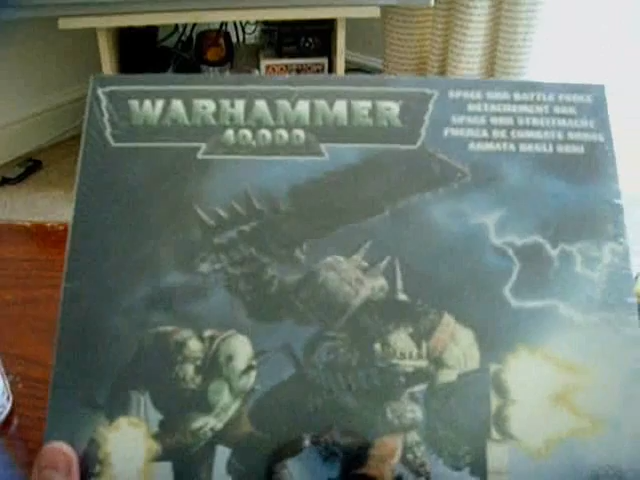 WARHAMMER
40,000
SPACE ORK BATTLE FORCE
DETACHEMENT ORK
SPACE ORK STREITMACHT
FUERZA DE COMBATE ORKOS
ARMATA DEGLI ORKI